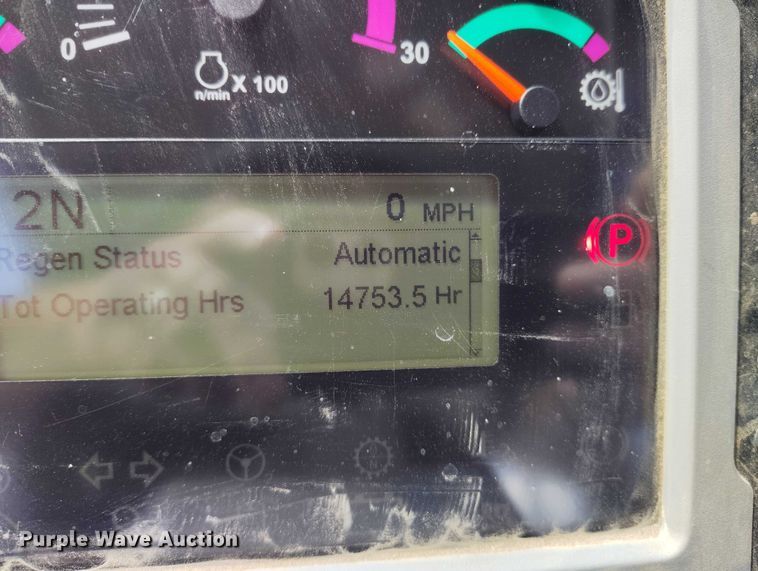 0
30
n/min X 100
2N 0 MPH
Regen Status Automatic
Tot Operating Hrs 14753.5 Hr
P
N
Purple Wave Auction